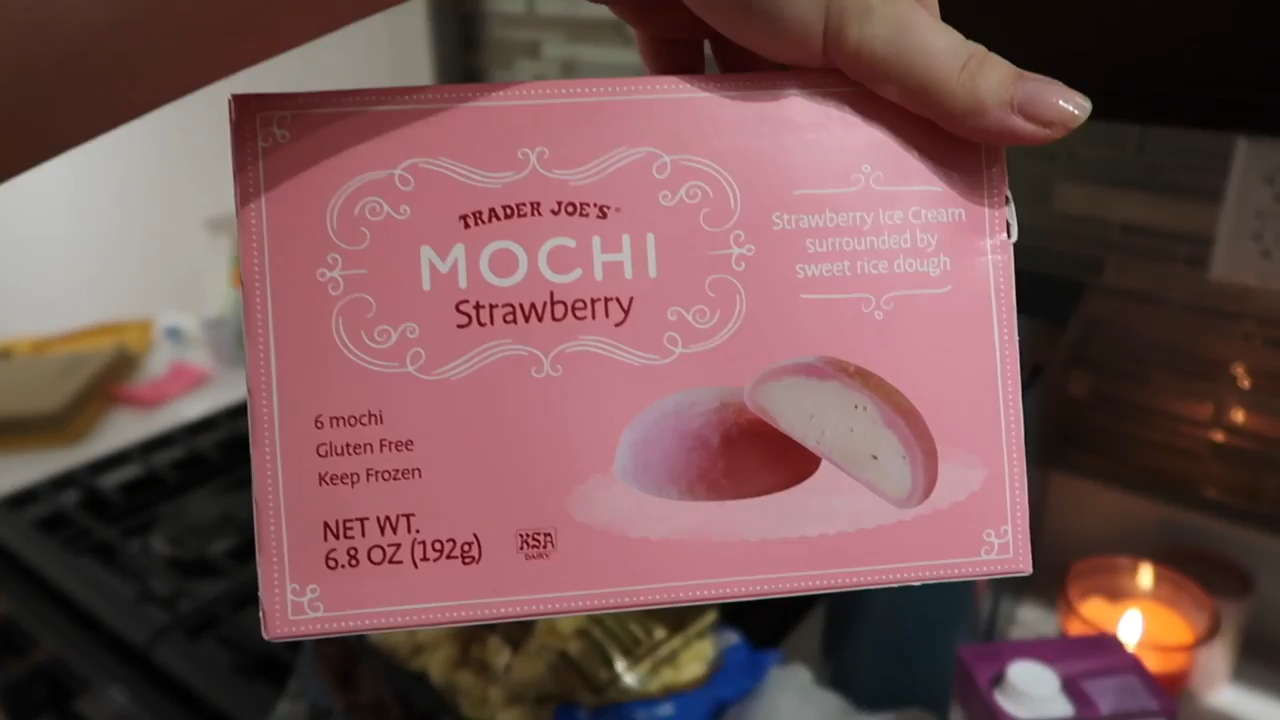 TRADER JOE'S
MOCHI
Strawberry
Strawberry Ice Cream
surrounded by
sweet rice dough
6 mochi
Gluten Free
Keep Frozen
NET WT.
6.8 OZ (192g)
KSA
DAIRY